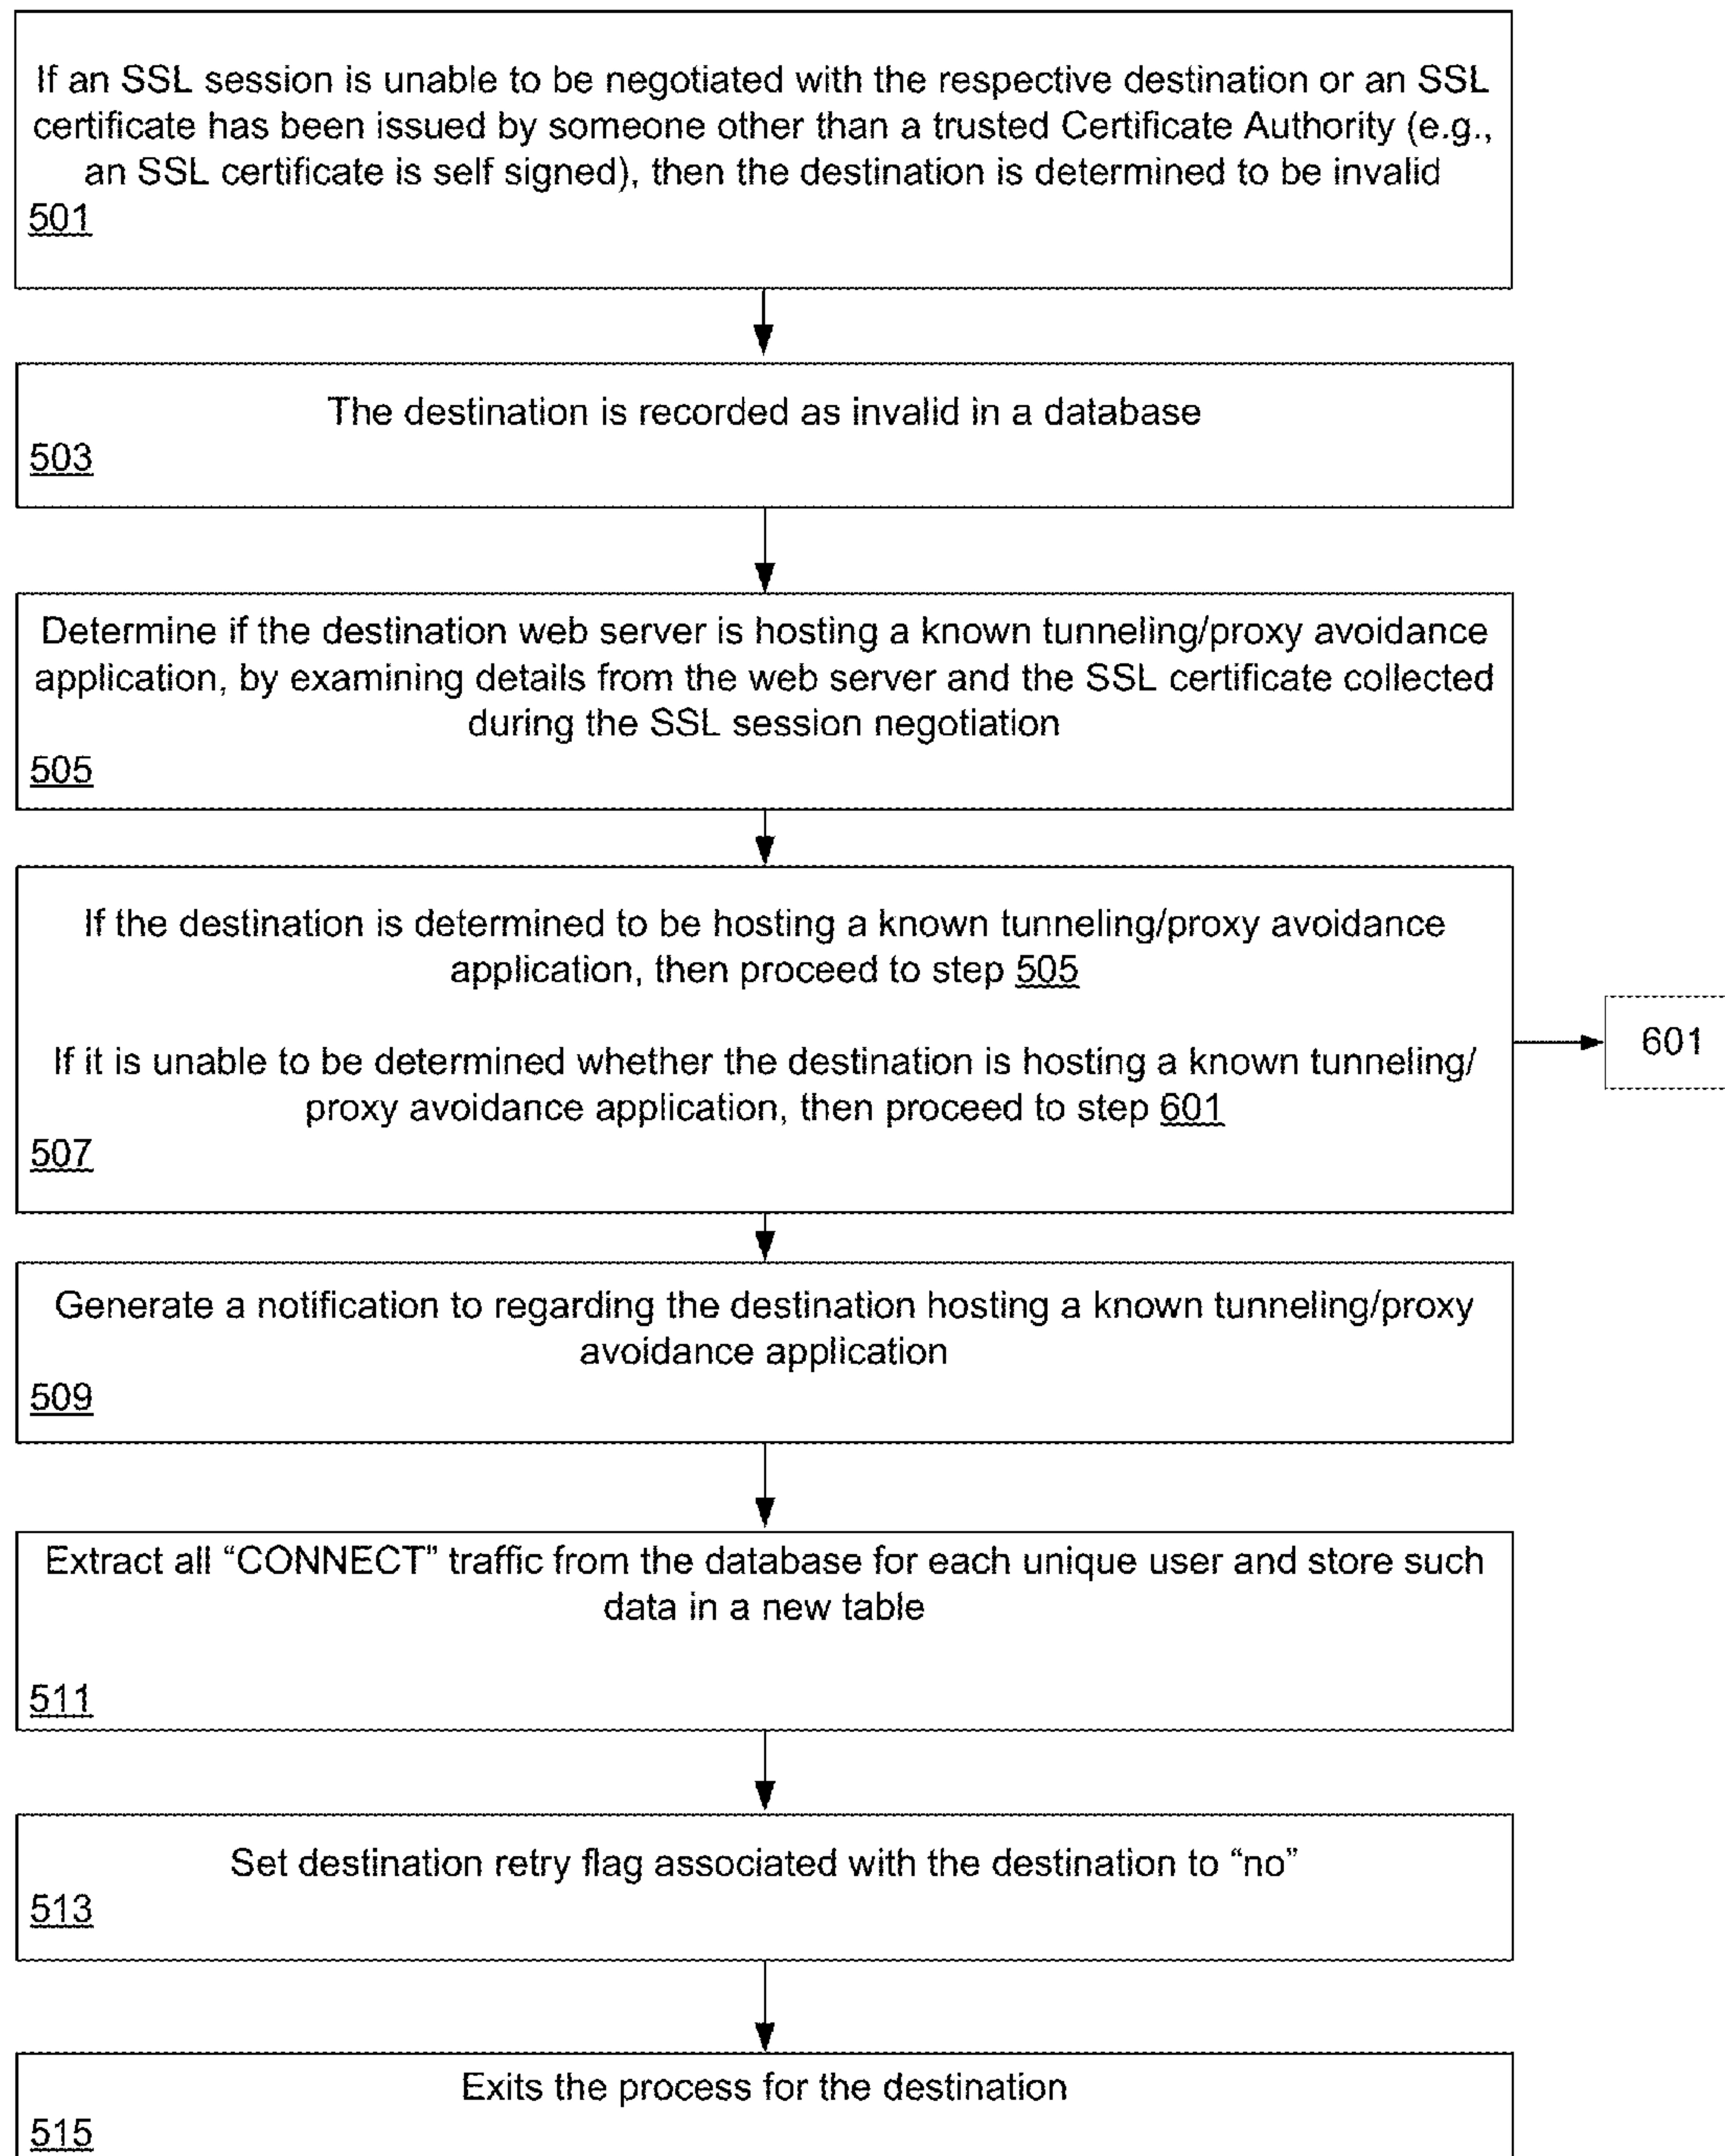 If an SSL session is unable to be negotiated with the respective destination or an SSL
certificate has been issued by someone other than a trusted Certificate Authority (e.g.,
an SSL certificate is self signed), then the destination is determined to be invalid
501
The destination is recorded as invalid in a database
503
Determine if the destination web server is hosting a known tunneling/proxy avoidance
application, by examining details from the web server and the SSL certificate collected
during the SSL session negotiation
505
If the destination is determined to be hosting a known tunneling/proxy avoidance
application, then proceed to step 505
If it is unable to be determined whether the destination is hosting a known tunneling/
proxy avoidance application, then proceed to step 601
507
601
Generate a notification to regarding the destination hosting a known tunneling/proxy
avoidance application
509
Extract all “CONNECT” traffic from the database for each unique user and store such
data in a new table
511
Set destination retry flag associated with the destination to “no”
513
Exits the process for the destination
515